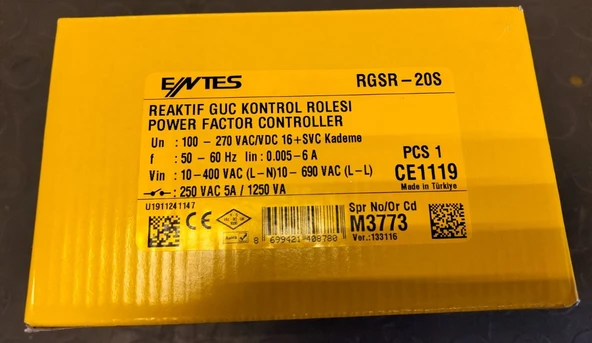 ENTES
RGSR-20S
REAKTIF GUC KONTROL ROLESI
POWER FACTOR CONTROLLER
Un : 100 - 270 VAC/VDC 16+SVC Kademe
f : 50 - 60 Hz Iin: 0.005-6 A
Vin : 10-400 VAC (L-N)10- 690 VAC (L-L)
: 250 VAC 5A / 1250 VA
PCS 1
CE1119
Made in Türkiye
U1911241147
CE
8 699421 408780
Spr No/Or Cd
M3773
Ver.:133116